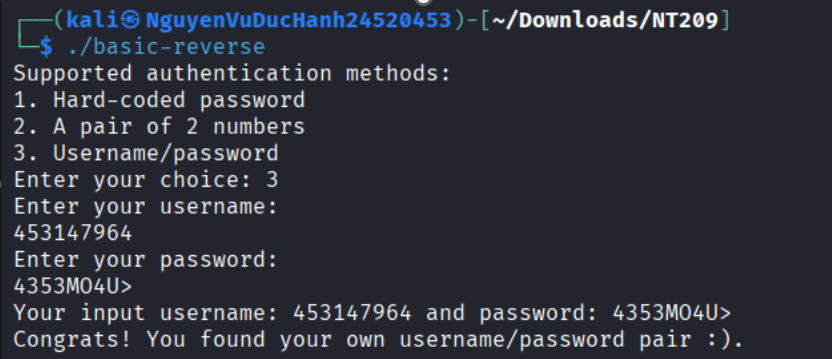 ┌──(kali㉿NguyenVuDucHanh24520453)-[~/Downloads/NT209]
└─$ ./basic-reverse
Supported authentication methods:
1. Hard-coded password
2. A pair of 2 numbers
3. Username/password
Enter your choice: 3
Enter your username:
453147964
Enter your password:
4353MO4U>
Your input username: 453147964 and password: 4353MO4U>
Congrats! You found your own username/password pair :).